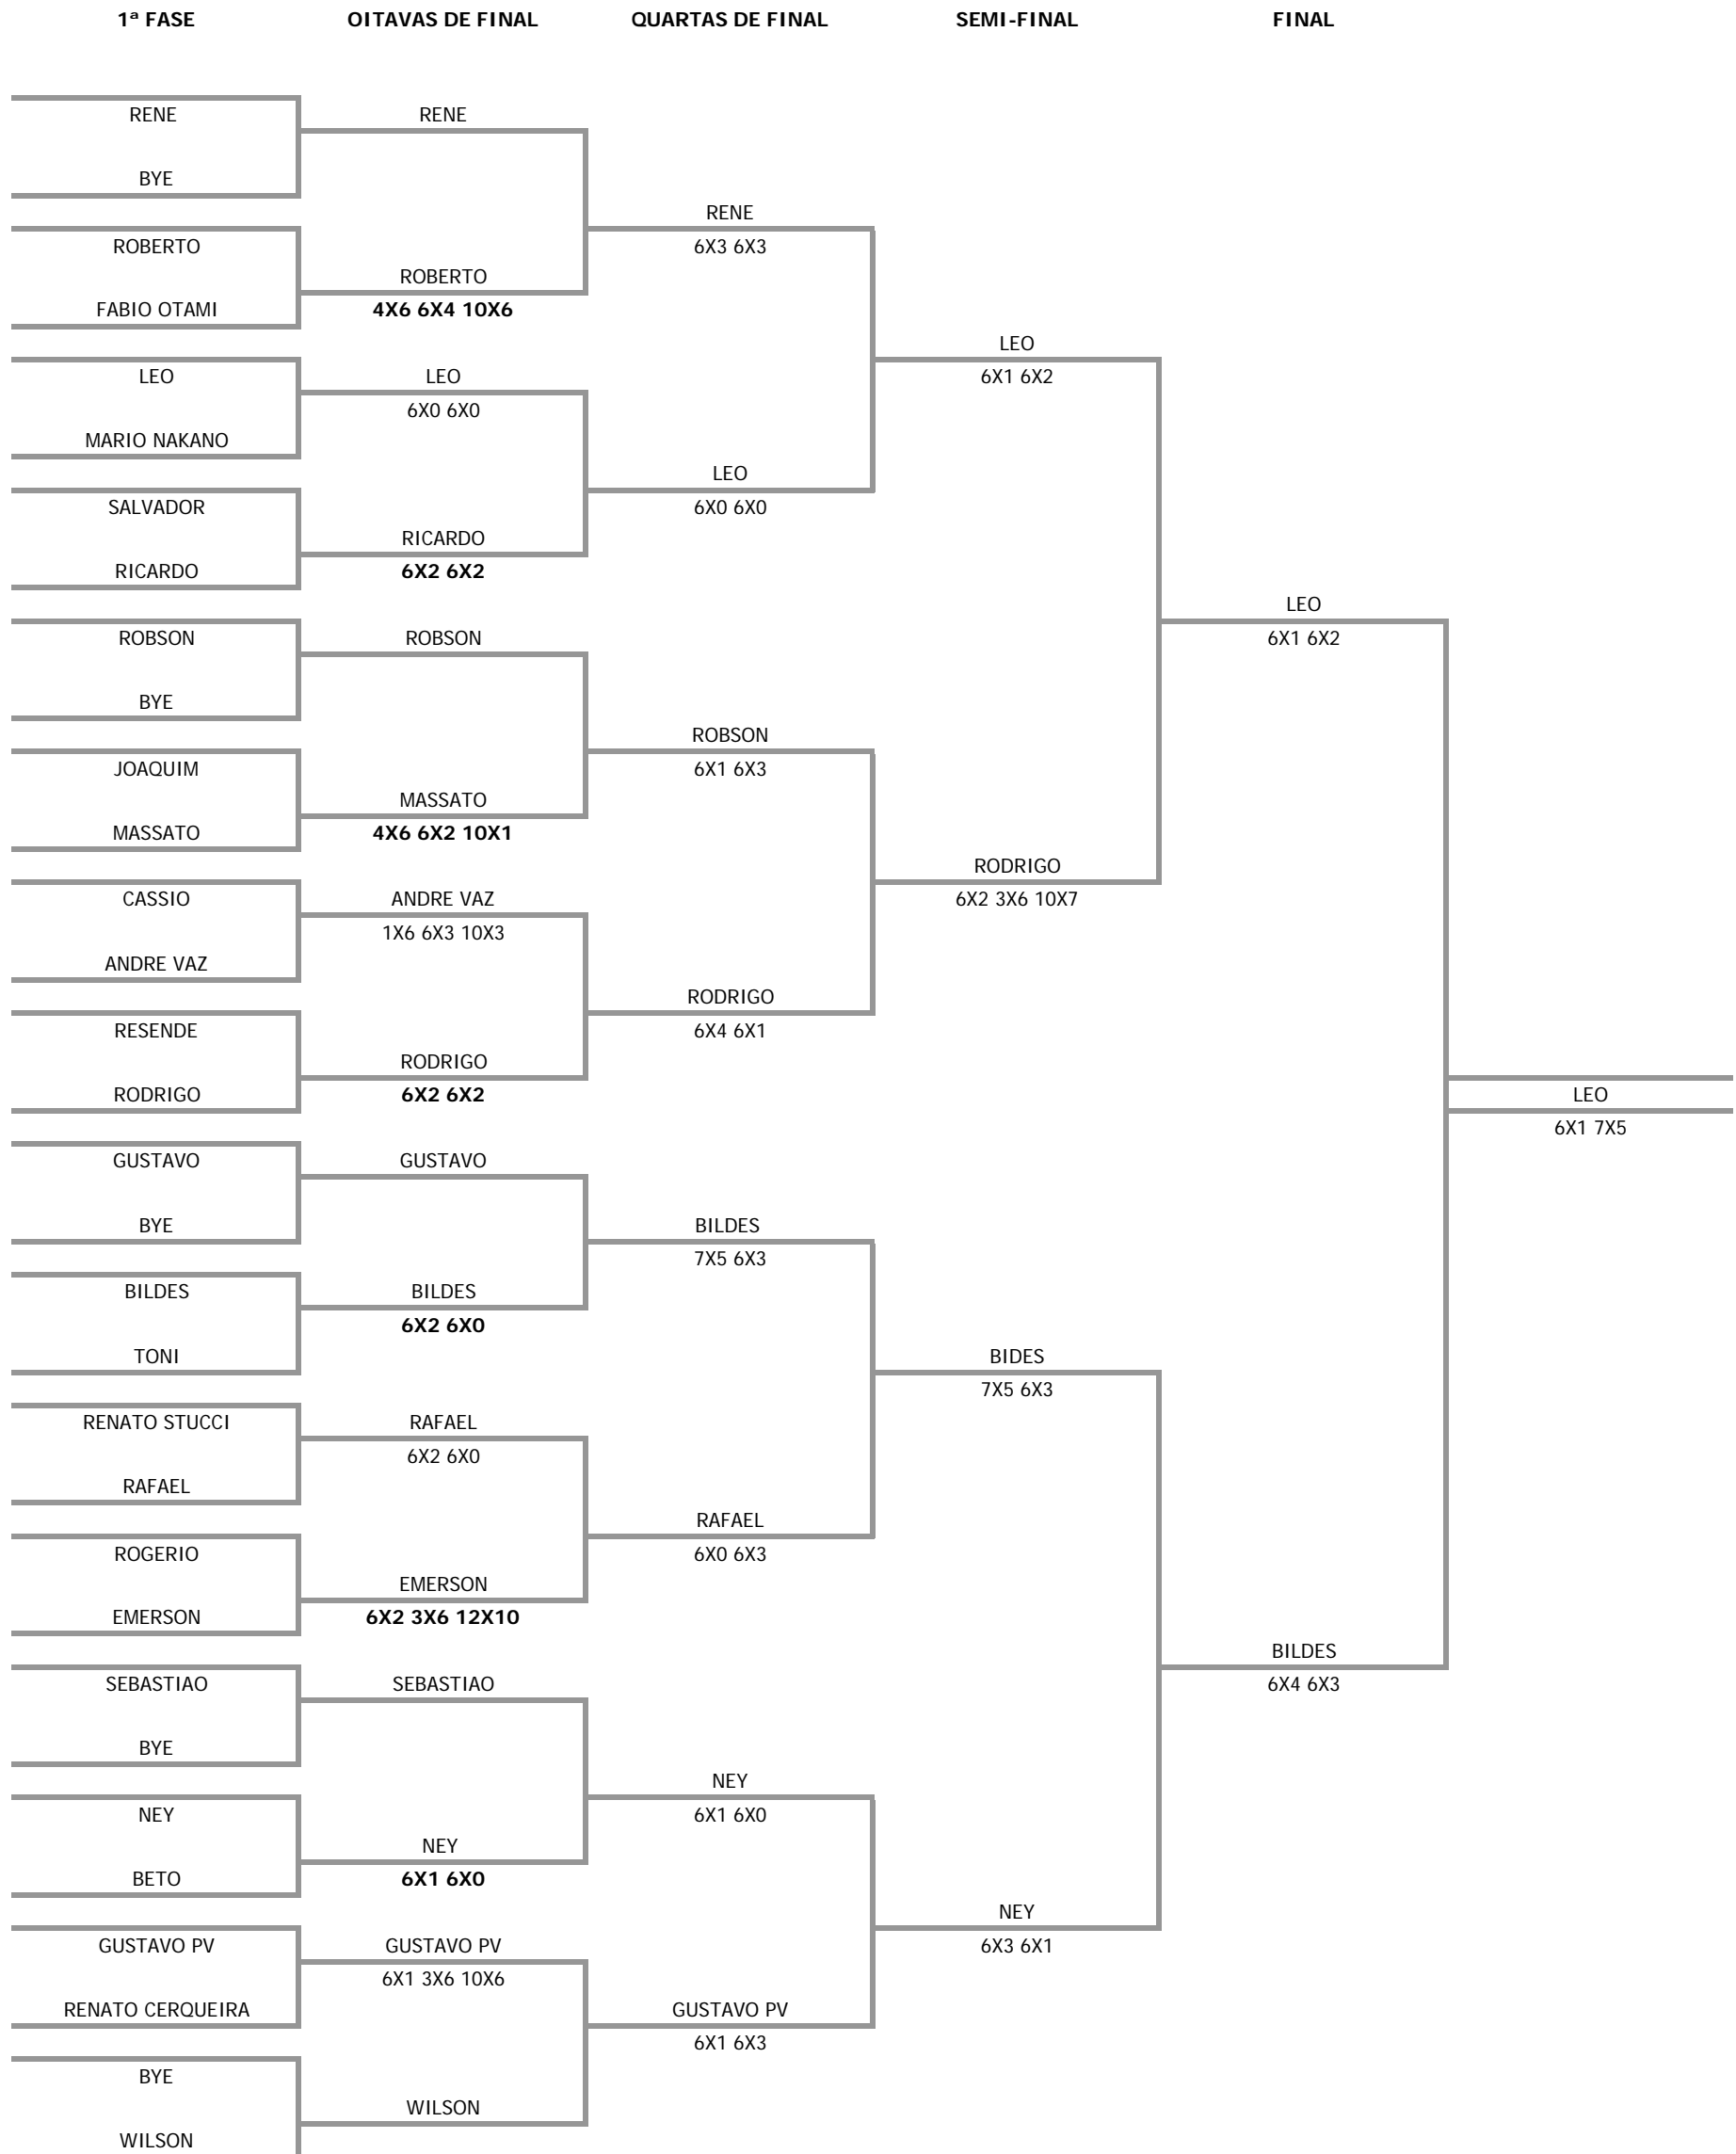 1ª FASE OITAVAS DE FINAL QUARTAS DE FINAL SEMI-FINAL FINAL
RENE RENE
BYE
RENE
ROBERTO 6X3 6X3
ROBERTO
FABIO OTAMI 4X6 6X4 10X6
LEO
LEO LEO 6X1 6X2
6X0 6X0
MARIO NAKANO
LEO
SALVADOR 6X0 6X0
RICARDO
RICARDO 6X2 6X2
LEO
ROBSON ROBSON 6X1 6X2
BYE
ROBSON
JOAQUIM 6X1 6X3
MASSATO
MASSATO 4X6 6X2 10X1
RODRIGO
CASSIO ANDRE VAZ 6X2 3X6 10X7
1X6 6X3 10X3
ANDRE VAZ
RODRIGO
RESENDE 6X4 6X1
RODRIGO
RODRIGO 6X2 6X2 LEO
6X1 7X5
GUSTAVO GUSTAVO
BYE BILDES
7X5 6X3
BILDES BILDES
6X2 6X0
TONI BIDES
7X5 6X3
RENATO STUCCI RAFAEL
6X2 6X0
RAFAEL
RAFAEL
ROGERIO 6X0 6X3
EMERSON
EMERSON 6X2 3X6 12X10
BILDES
SEBASTIAO SEBASTIAO 6X4 6X3
BYE
NEY
NEY 6X1 6X0
NEY
BETO 6X1 6X0
NEY
GUSTAVO PV GUSTAVO PV 6X3 6X1
6X1 3X6 10X6
RENATO CERQUEIRA GUSTAVO PV
6X1 6X3
BYE
WILSON
WILSON